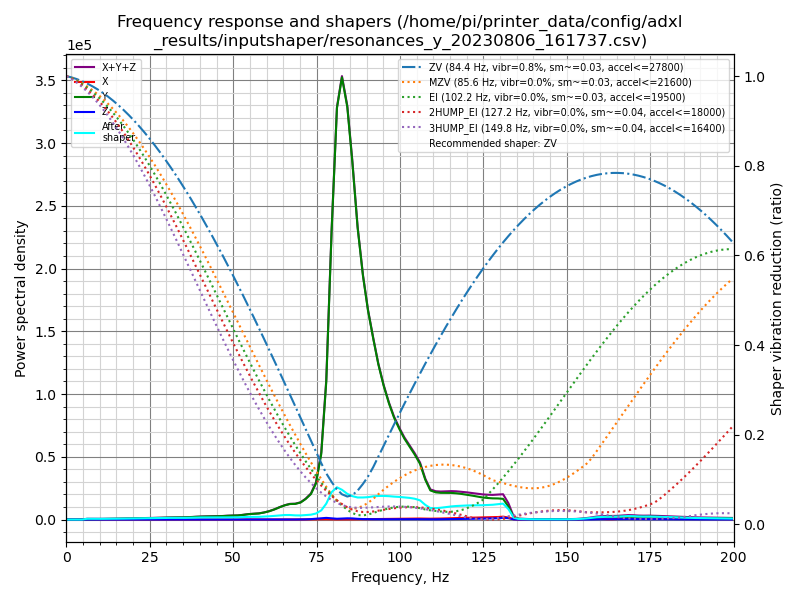 Frequency response and shapers (/home/pi/printer_data/config/adxl
_results/inputshaper/resonances_y_20230806_161737.csv)
1e5
X+Y+Z
X
Y
Z
After
shaper
ZV (84.4 Hz, vibr=0.8%, sm~=0.03, accel<=27800)
MZV (85.6 Hz, vibr=0.0%, sm~=0.03, accel<=21600)
EI (102.2 Hz, vibr=0.0%, sm~=0.03, accel<=19500)
2HUMP_EI (127.2 Hz, vibr=0.0%, sm~=0.04, accel<=18000)
3HUMP_EI (149.8 Hz, vibr=0.0%, sm~=0.04, accel<=16400)
Recommended shaper: ZV
Power spectral density
3.5
3.0
2.5
2.0
1.5
1.0
0.5
0.0
1.0
0.8
0.6
0.4
0.2
0.0
Shaper vibration reduction (ratio)
0 25 50 75 100 125 150 175 200
Frequency, Hz